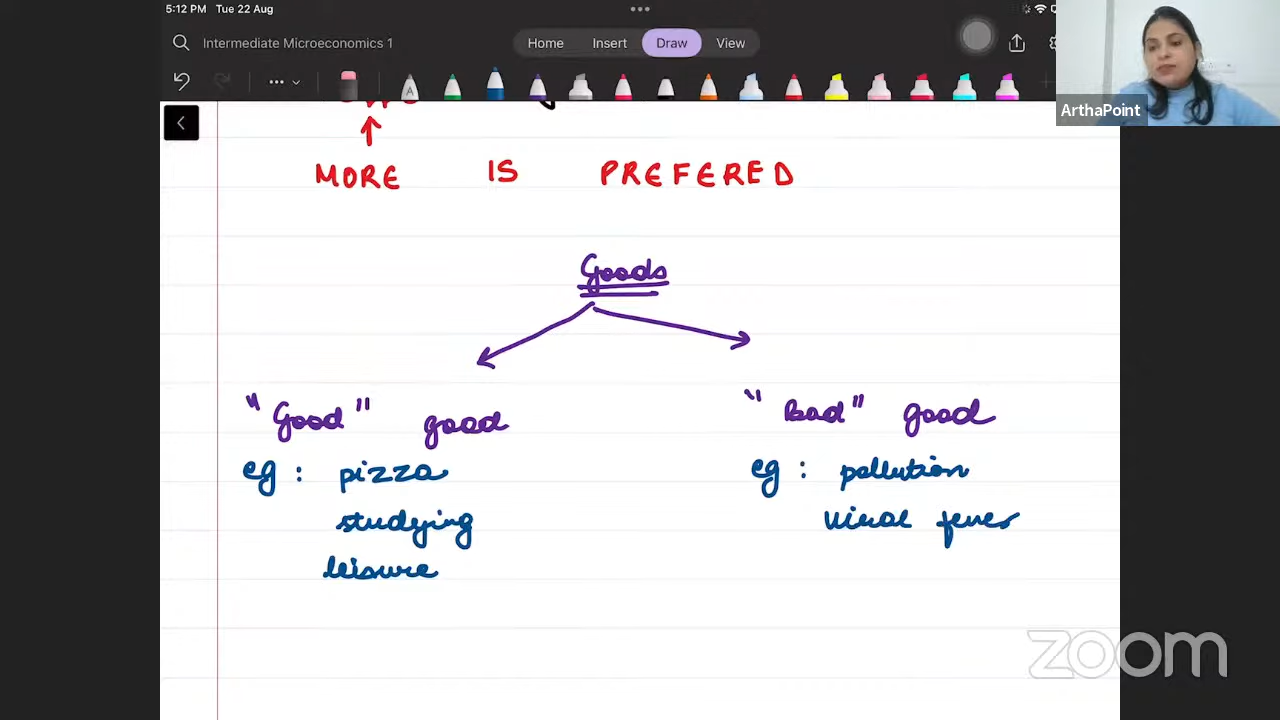 5:12 PM Tue 22 Aug
Intermediate Microeconomics 1
Home Insert Draw View
ArthaPoint
MORE IS PREFERED
Goods
"Good" good
"Bad" good
eg : pizza
studying
leisure
eg : pollution
viral fever
zoom